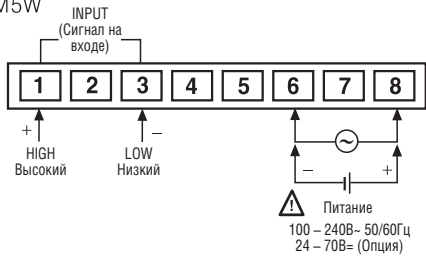 M5W
INPUT
(Сигнал на
входе)
1 2 3 4 5 6 7 8
+ – – +
HIGH LOW
Высокий Низкий
Питание
100 – 240В~ 50/60Гц
24 – 70В= (Опция)